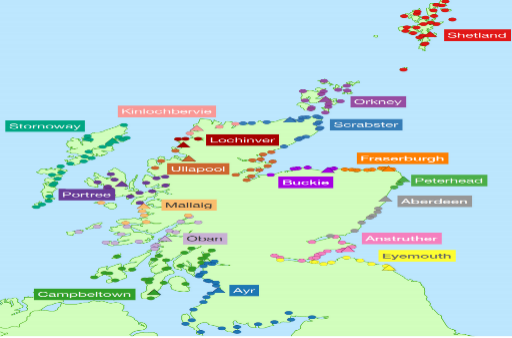 Shetland
Orkney
Kinlochbervie
Scrabster
Stornoway
Lochinver
Fraserburgh
Ullapool
Buckie
Peterhead
Portree
Aberdeen
Mallaig
Oban
Anstruther
Eyemouth
Campbeltown
Ayr